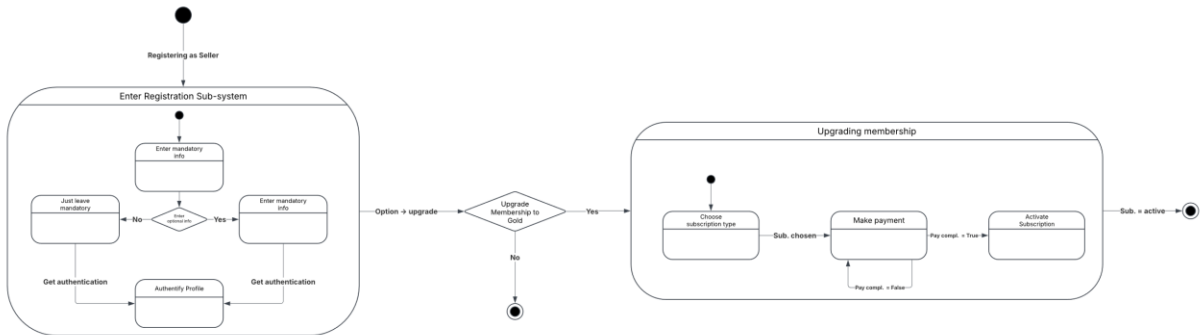 Registering as Seller
Enter Registration Sub-system
Enter mandatory
info
Just leave
mandatory
No
Enter
optional info
Yes
Enter mandatory
info
Get authentication
Get authentication
Authentify Profile
Option → upgrade
Upgrade
Membership to
Gold
Yes
No
Upgrading membership
Choose
subscription type
Sub. chosen
Make payment
Pay compl. = True
Pay compl. = False
Activate
Subscription
Sub. = active